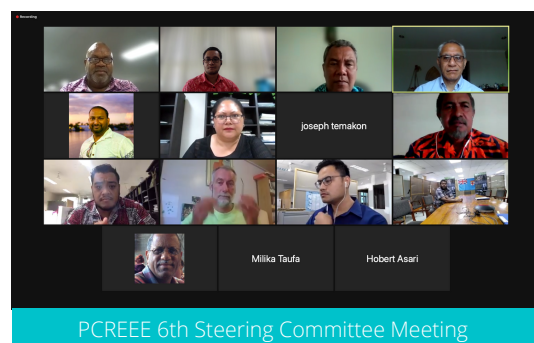 Recording
joseph temakon
Milika Taufa
Hobert Asari
PCREEE 6th Steering Committee Meeting